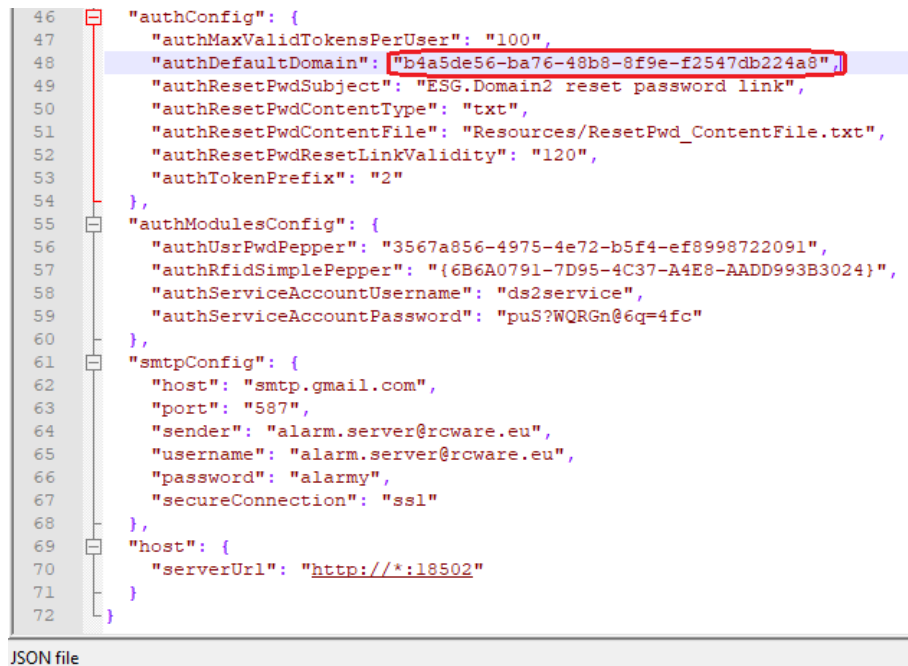 46 "authConfig": {
47 "authMaxValidTokensPerUser": "100",
48 "authDefaultDomain": "b4a5de56-ba76-48b8-8f9e-f2547db224a8",
49 "authResetPwdSubject": "ESG.Domain2 reset password link",
50 "authResetPwdContentType": "txt",
51 "authResetPwdContentFile": "Resources/ResetPwd_ContentFile.txt",
52 "authResetPwdResetLinkValidity": "120",
53 "authTokenPrefix": "2"
54 },
55 "authModulesConfig": {
56 "authUsrPwdPepper": "3567a856-4975-4e72-b5f4-ef8998722091",
57 "authRfidSimplePepper": "{6B6A0791-7D95-4C37-A4E8-AADD993B3024}",
58 "authServiceAccountUsername": "ds2service",
59 "authServiceAccountPassword": "puS?WQRGn@6q=4fc"
60 },
61 "smtpConfig": {
62 "host": "smtp.gmail.com",
63 "port": "587",
64 "sender": "alarm.server@rcware.eu",
65 "username": "alarm.server@rcware.eu",
66 "password": "alarmy",
67 "secureConnection": "ssl"
68 },
69 "host": {
70 "serverUrl": "http://*:18502"
71 }
72 }
JSON file